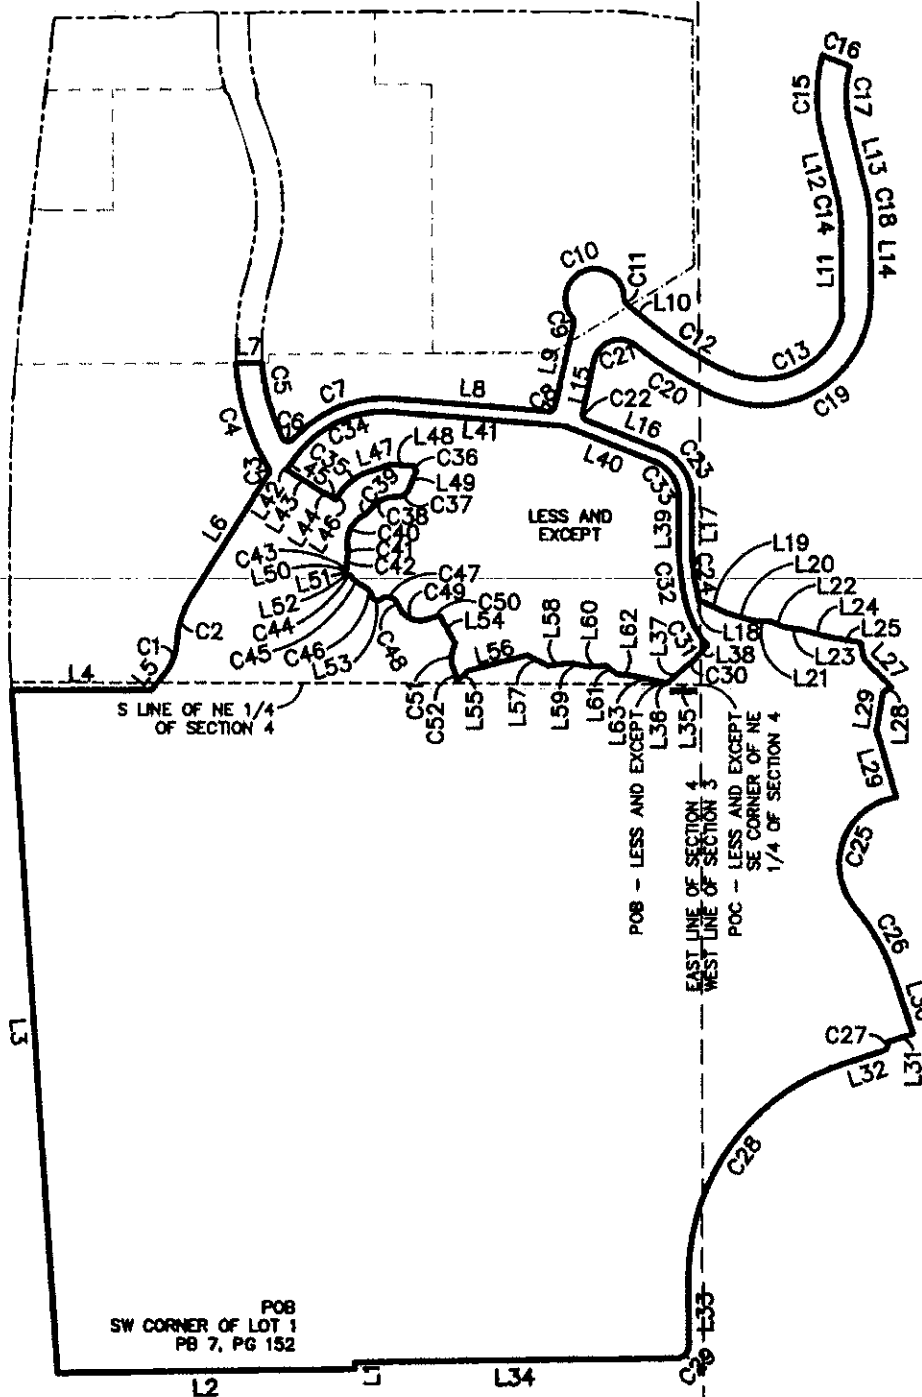 C16
C15
C17
L13
L12
C18
C14
L14
L11
C10
C11
L10
C9
C12
C13
L7
C5
L9
C21
C20
C19
C7
L8
C8
L15
C4
C6
C34
L41
C22
L16
C3
C35
L47
L48
C36
L40
C23
L42
L45
L43
L49
C39
C33
L44
L46
C38
C37
L6
C40
LESS AND
EXCEPT
L39
L17
C43
C41
L50
C42
L51
C47
C32
C24
L19
L52
C49
L20
C44
C50
L22
C2
C45
L54
L58
L60
L62
L37
L24
C1
C46
C48
L56
C31
L18
L25
L53
L23
L38
L21
L27
L4
L5
C30
C51
C52
L55
L57
L59
L61
L63
L36
L35
L29
L28
S LINE OF NE 1/4
OF SECTION 4
L29
POB - LESS AND EXCEPT
EAST LINE OF SECTION 4
WEST LINE OF SECTION 3
POC - LESS AND EXCEPT
SE CORNER OF NE
1/4 OF SECTION 4
C25
C26
L3
C27
L31
L32
C28
POB
SW CORNER OF LOT 1
PB 7, PG 152
L33
L2
L1
L34
C29